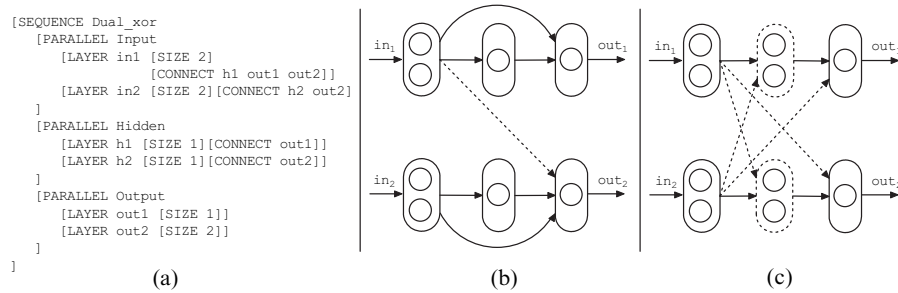 [SEQUENCE Dual_xor
[PARALLEL Input
[LAYER in1 [SIZE 2]
[CONNECT h1 out1 out2]]
[LAYER in2 [SIZE 2][CONNECT h2 out2]
]
[PARALLEL Hidden
[LAYER h1 [SIZE 1][CONNECT out1]]
[LAYER h2 [SIZE 1][CONNECT out2]]
]
[PARALLEL Output
[LAYER out1 [SIZE 1]]
[LAYER out2 [SIZE 2]]
]
]
(a)
in1
out1
in2
out2
(b)
in1
out
in2
out
(c)